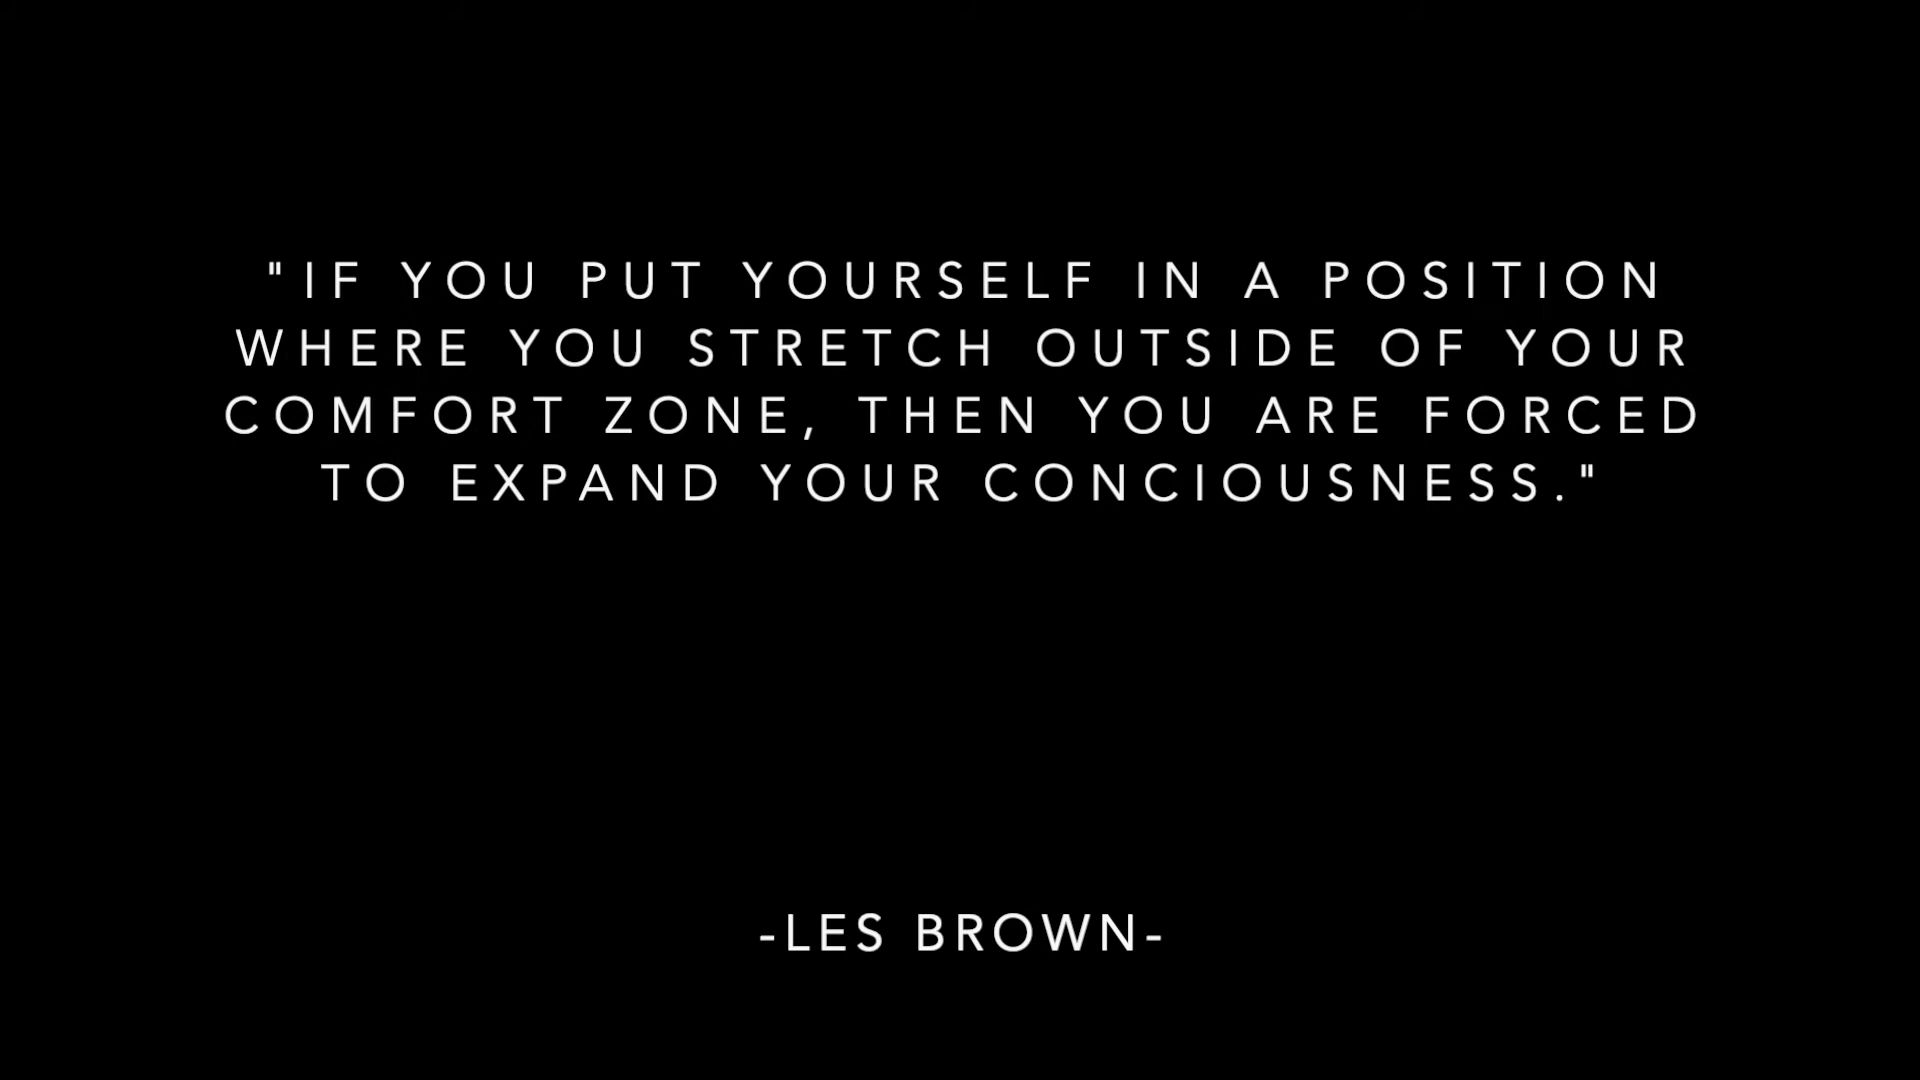 "IF YOU PUT YOURSELF IN A POSITION
WHERE YOU STRETCH OUTSIDE OF YOUR
COMFORT ZONE, THEN YOU ARE FORCED
TO EXPAND YOUR CONCIOUSNESS."
-LES BROWN-